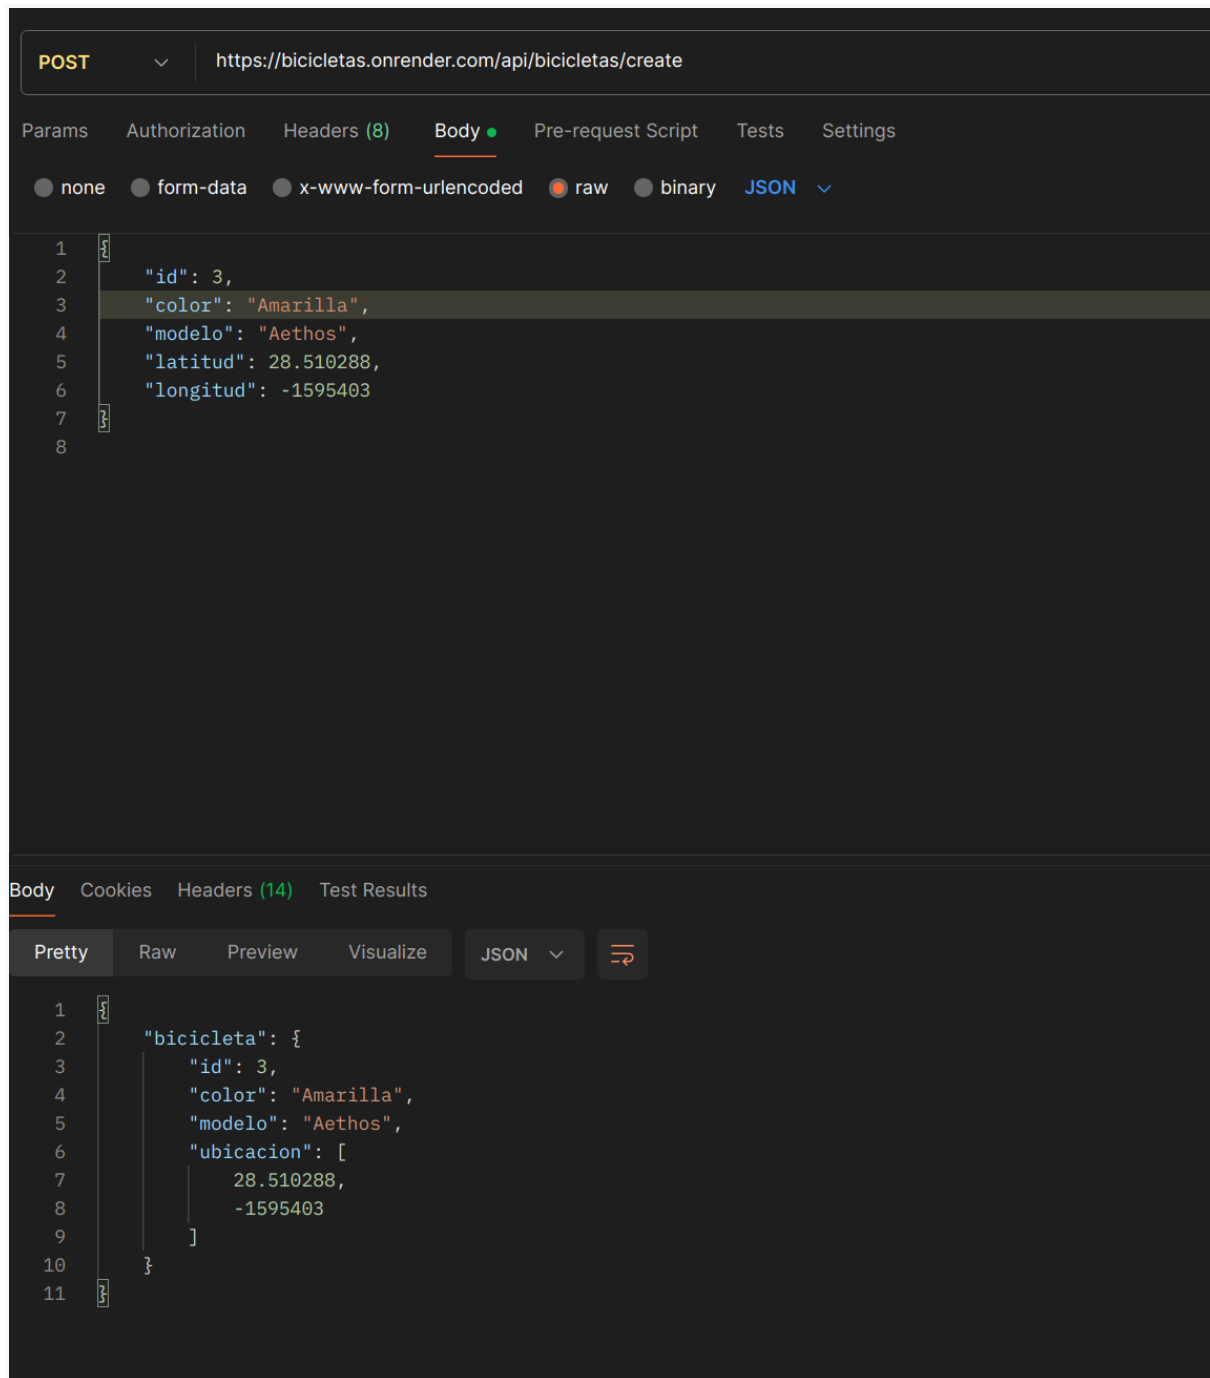 POST https://bicicletas.onrender.com/api/bicicletas/create
Params Authorization Headers (8) Body Pre-request Script Tests Settings
none form-data x-www-form-urlencoded raw binary JSON
1 {
2 "id": 3,
3 "color": "Amarilla",
4 "modelo": "Aethos",
5 "latitud": 28.510288,
6 "longitud": -1595403
7 }
8
Body Cookies Headers (14) Test Results
Pretty Raw Preview Visualize JSON
1 {
2 "bicicleta": {
3 "id": 3,
4 "color": "Amarilla",
5 "modelo": "Aethos",
6 "ubicacion": [
7 28.510288,
8 -1595403
9 ]
10 }
11 }